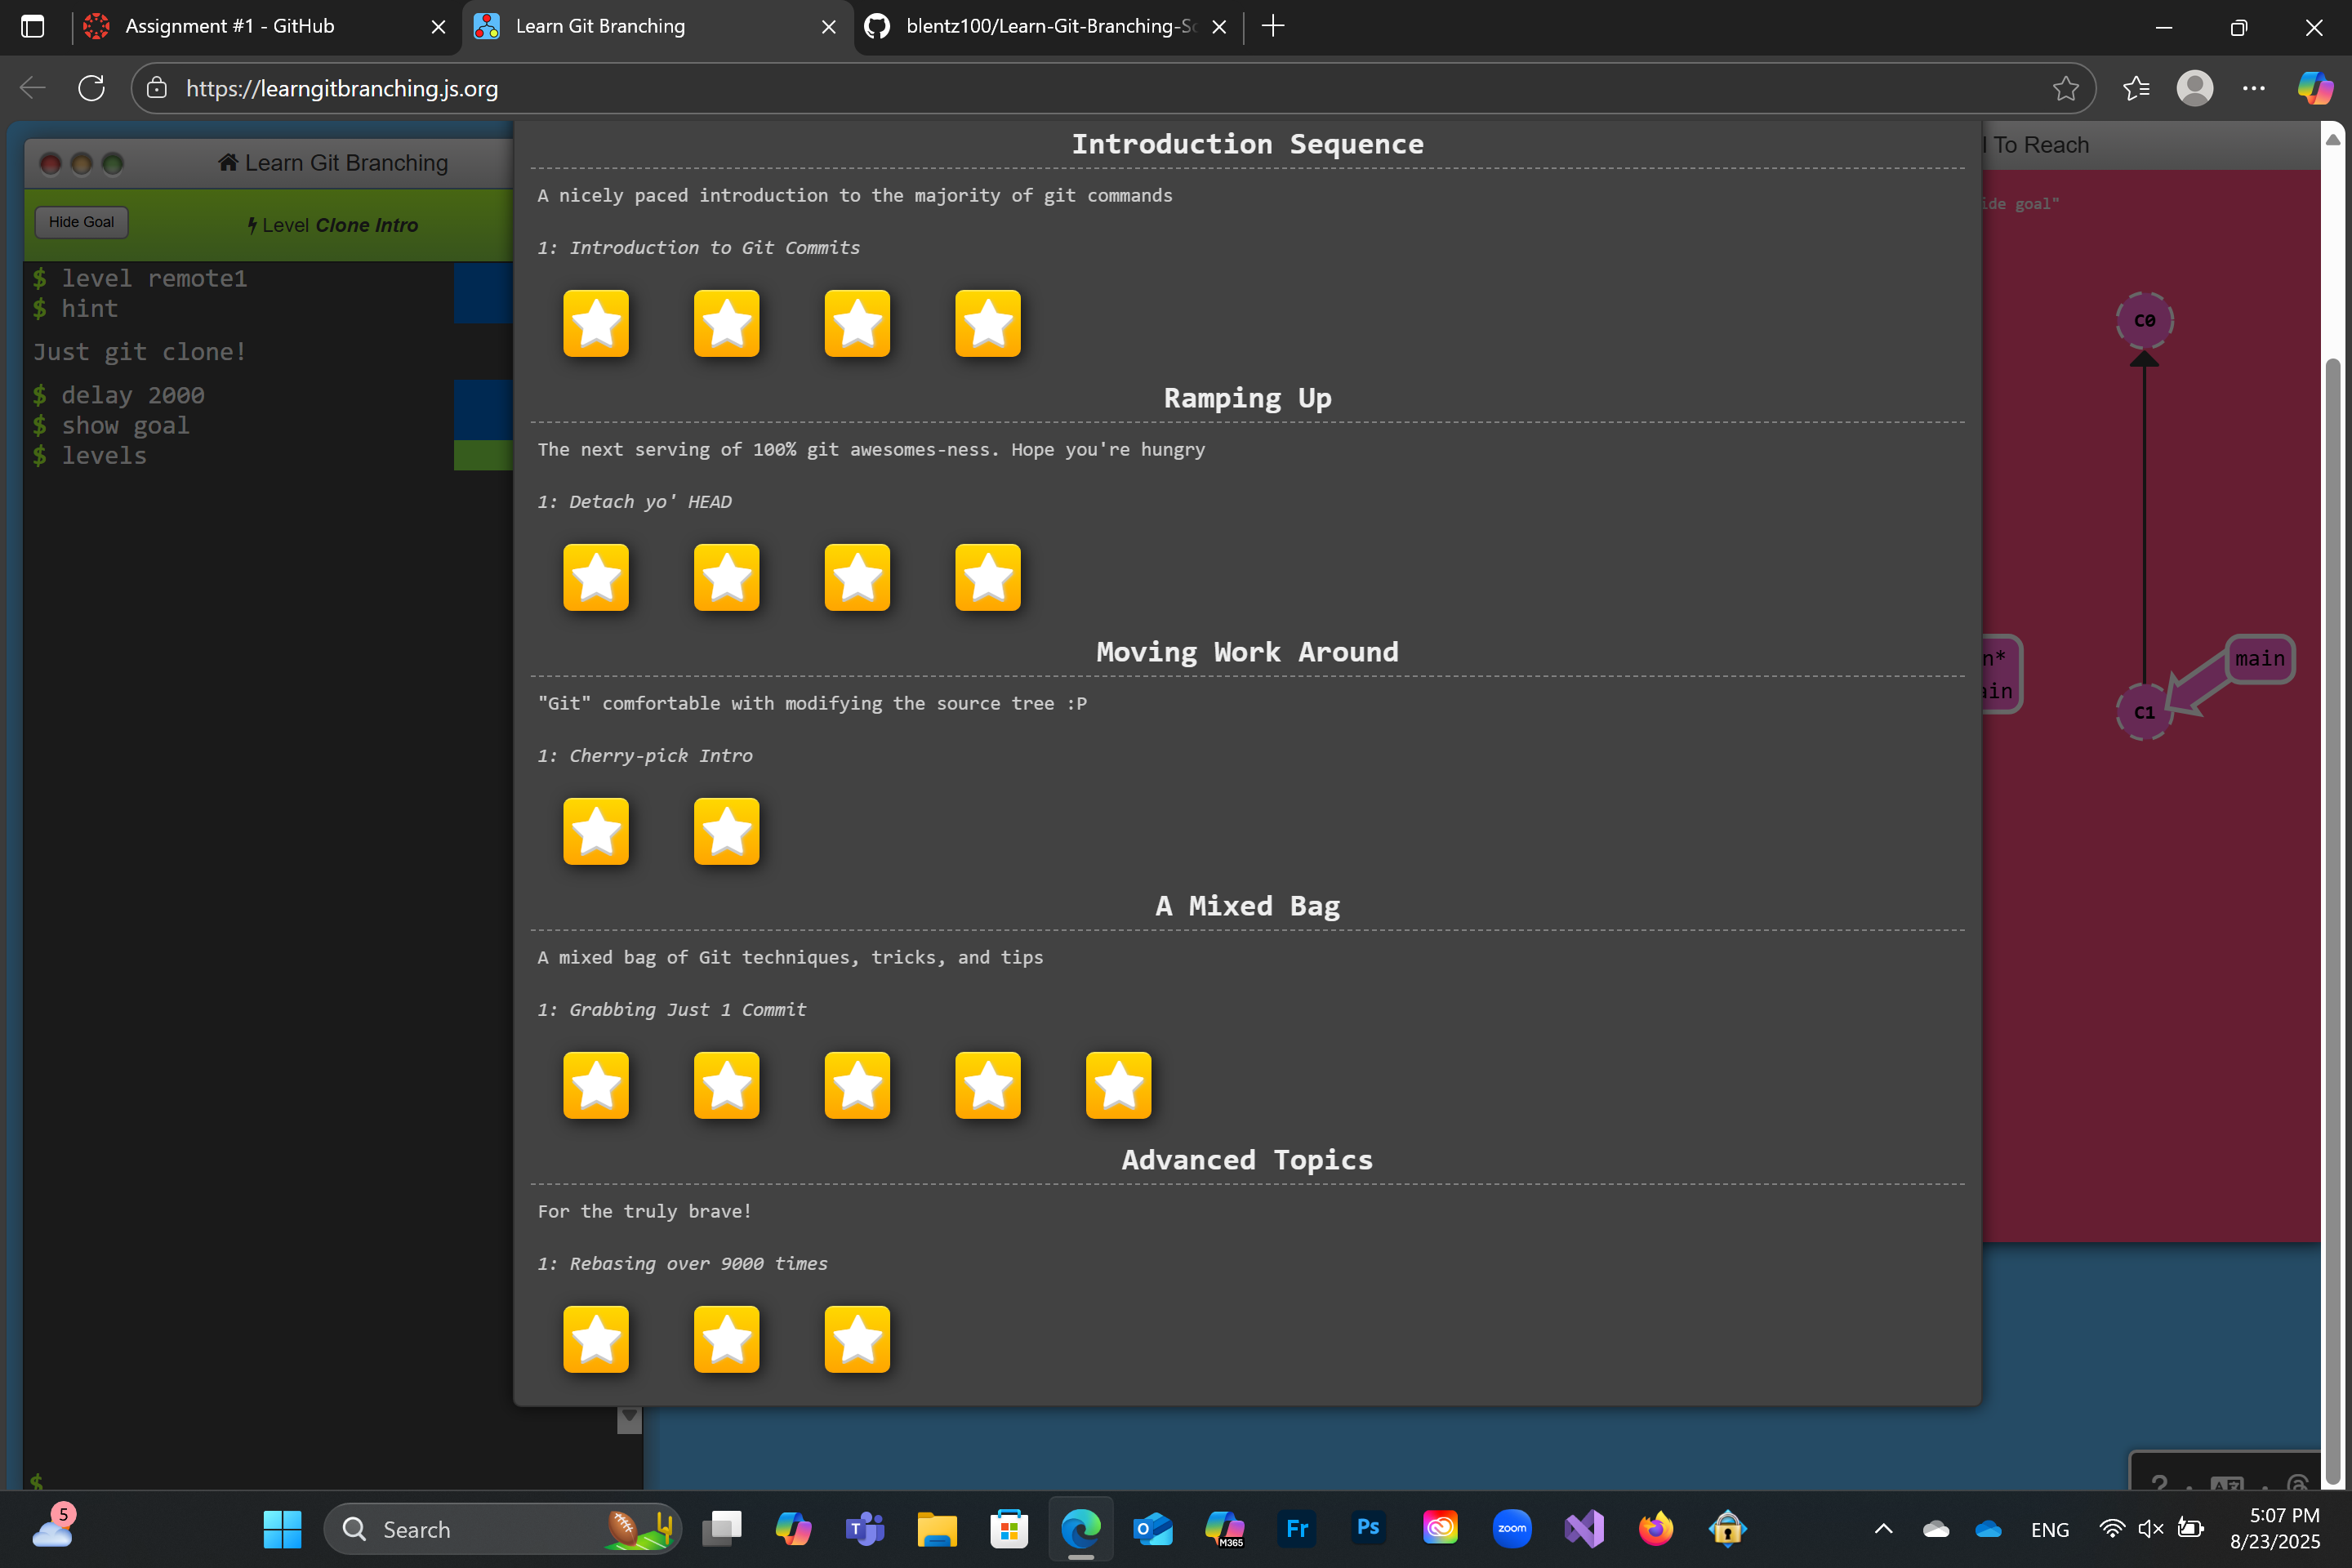 Assignment #1 - GitHub
Learn Git Branching
blentz100/Learn-Git-Branching-So
https://learngitbranching.js.org
Learn Git Branching
Hide Goal
Level Clone Intro
$ level remote1
$ hint
Just git clone!
$ delay 2000
$ show goal
$ levels
$
Introduction Sequence
A nicely paced introduction to the majority of git commands
1: Introduction to Git Commits
Ramping Up
The next serving of 100% git awesomes-ness. Hope you're hungry
1: Detach yo' HEAD
Moving Work Around
"Git" comfortable with modifying the source tree :P
1: Cherry-pick Intro
A Mixed Bag
A mixed bag of Git techniques, tricks, and tips
1: Grabbing Just 1 Commit
Advanced Topics
For the truly brave!
1: Rebasing over 9000 times
l To Reach
ide goal"
C0
n*
ain
main
C1
?
5
Search
T
O
M365
Fr
Ps
zoom
ENG
5:07 PM
8/23/2025